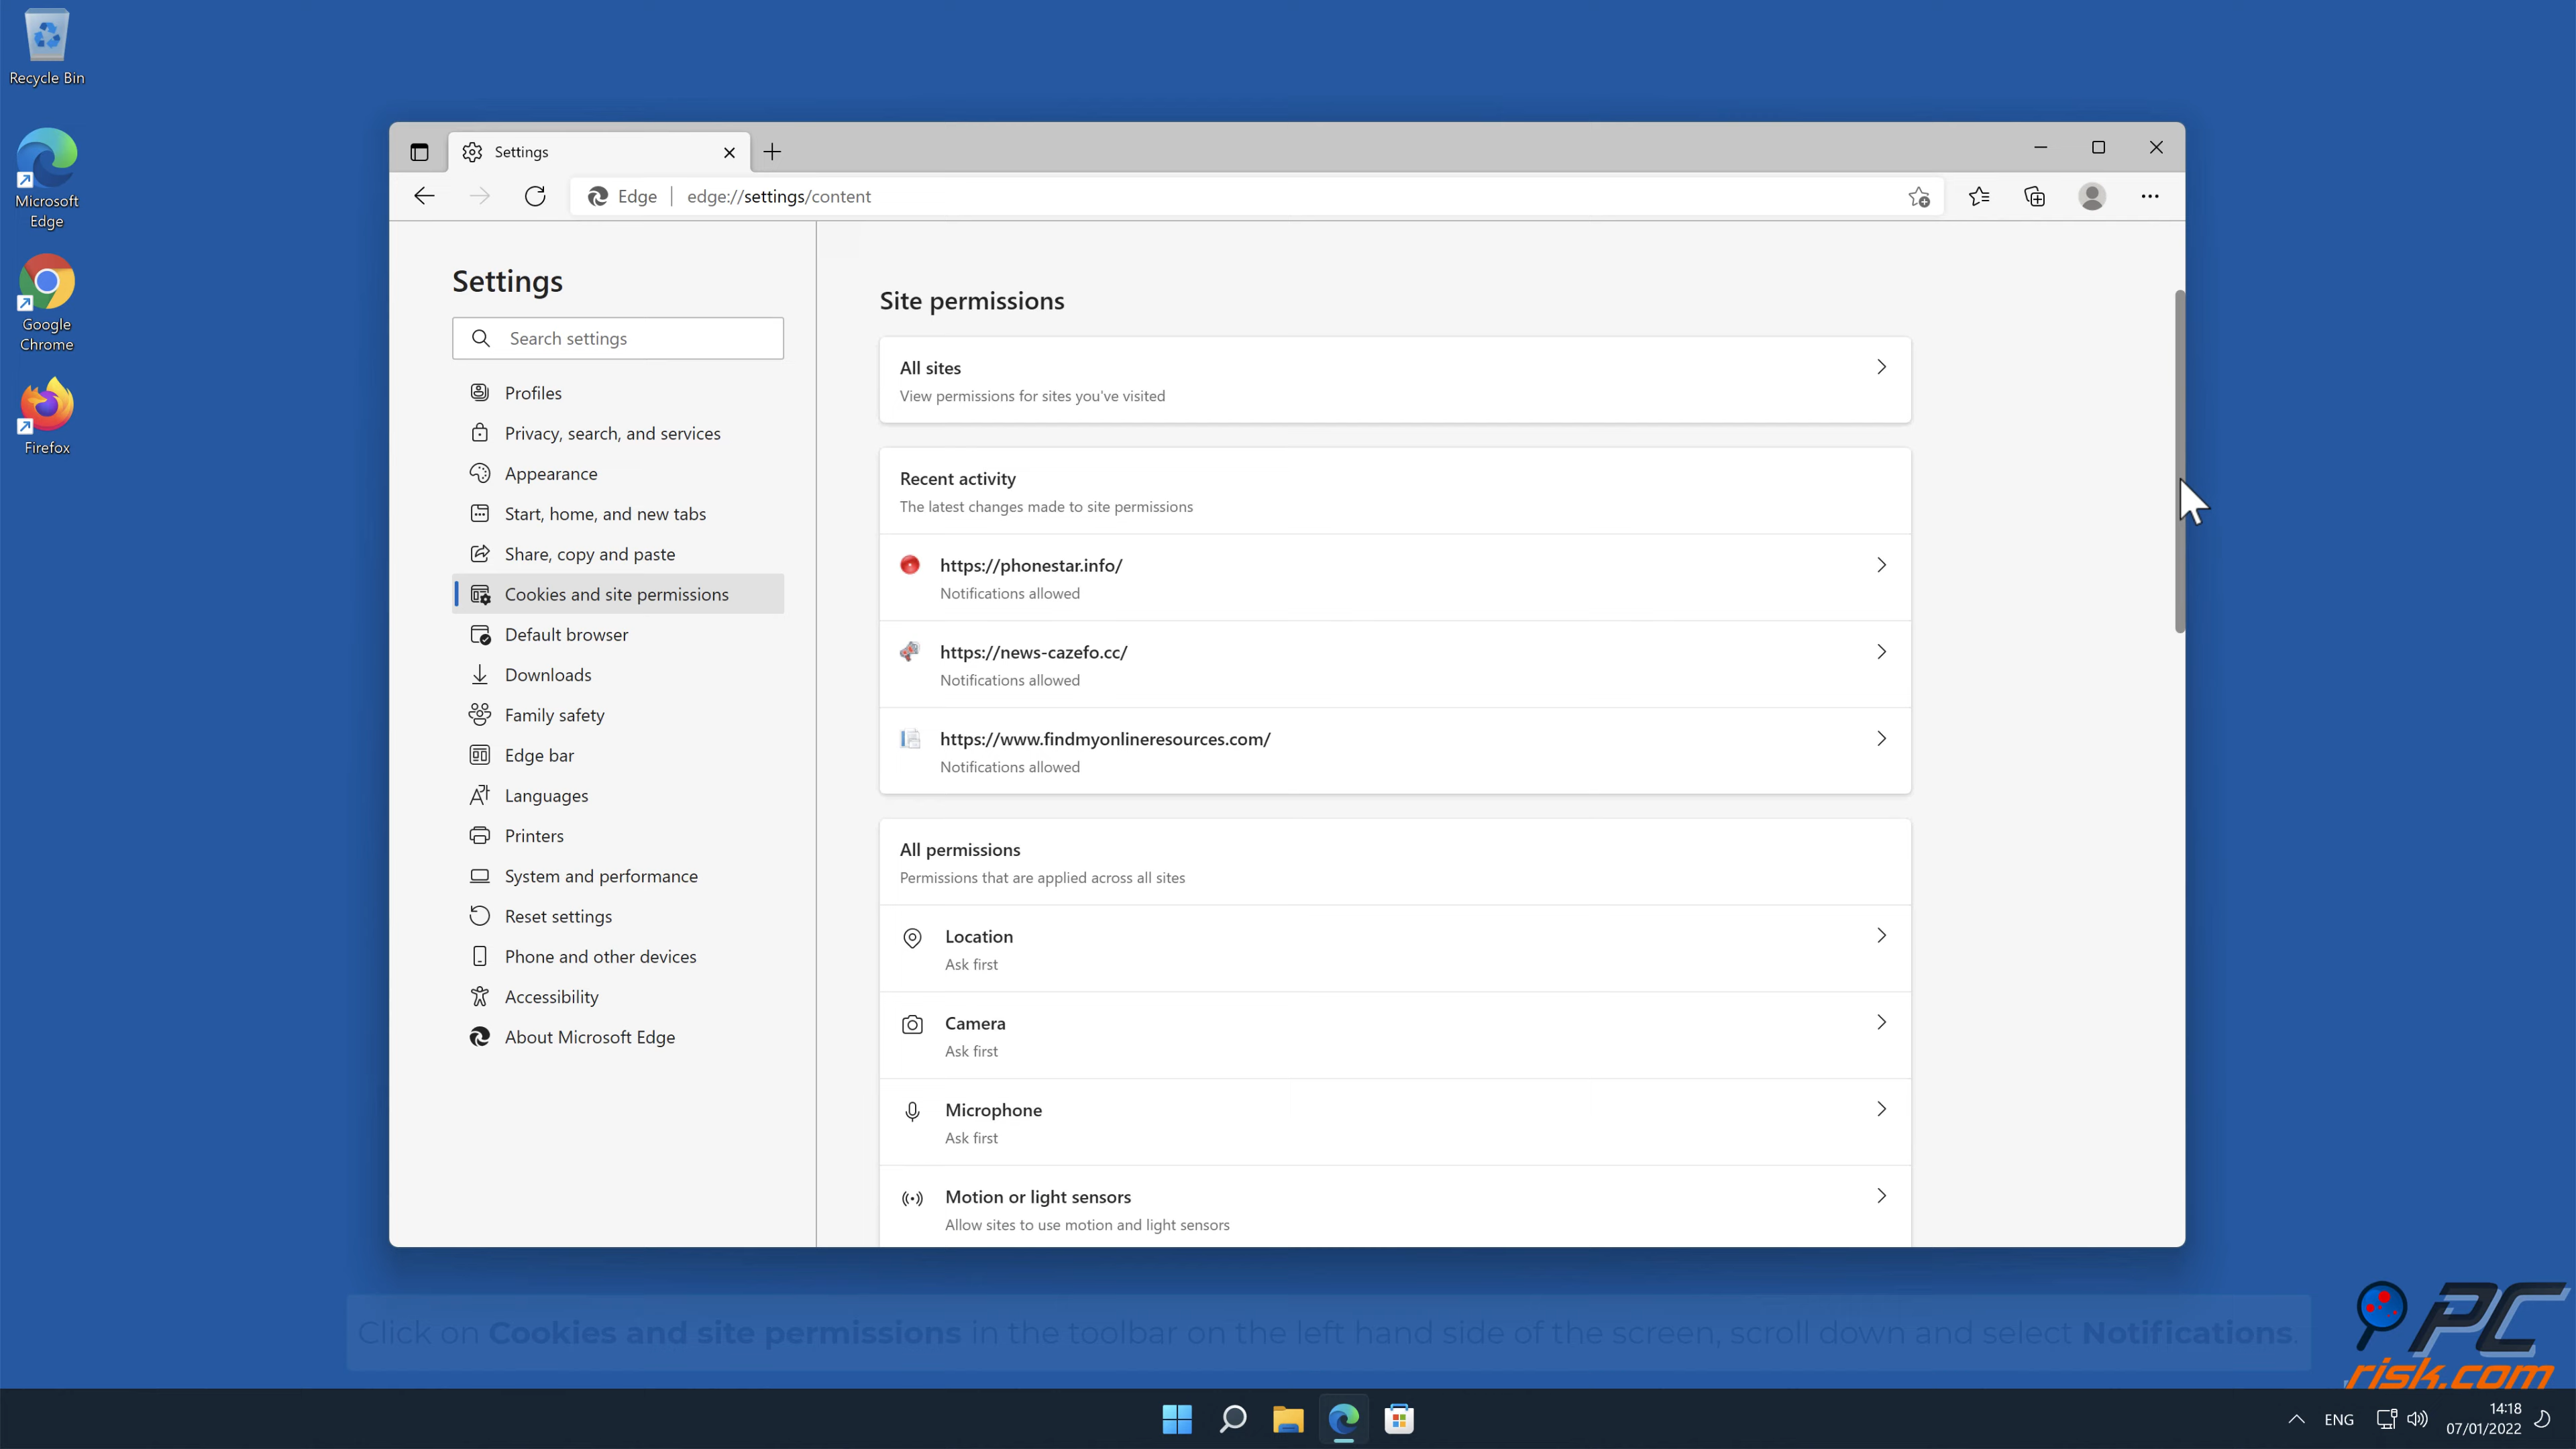 Recycle Bin
Microsoft
Edge
Google
Chrome
Firefox
Settings
Edge
edge://settings/content
Settings
Search settings
Profiles
Privacy, search, and services
Appearance
Start, home, and new tabs
Share, copy and paste
Cookies and site permissions
Default browser
Downloads
Family safety
Edge bar
Languages
Printers
System and performance
Reset settings
Phone and other devices
Accessibility
About Microsoft Edge
Site permissions
All sites
View permissions for sites you've visited
Recent activity
The latest changes made to site permissions
https://phonestar.info/
Notifications allowed
https://news-cazefo.cc/
Notifications allowed
https://www.findmyonlineresources.com/
Notifications allowed
All permissions
Permissions that are applied across all sites
Location
Ask first
Camera
Ask first
Microphone
Ask first
Motion or light sensors
Allow sites to use motion and light sensors
Click on Cookies and site permissions in the toolbar on the left hand side of the screen, scroll down and select Notifications.
PC
risk.com
ENG
14:18
07/01/2022